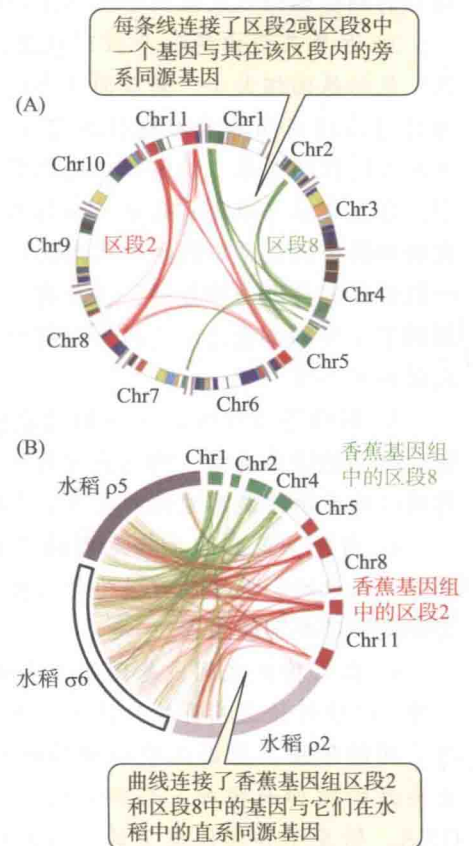 每条线连接了区段2或区段8中
一个基因与其在该区段内的旁
系同源基因
(A)
Chr11
Chr1
Chr10
Chr2
Chr3
Chr9
区段2
区段8
Chr4
Chr8
Chr5
Chr7
Chr6
(B)
香蕉基因组
中的区段8
Chr1
Chr2
Chr4
水稻 ρ5
Chr5
Chr8
香蕉基因组
中的区段2
Chr11
水稻 σ6
水稻 ρ2
曲线连接了香蕉基因组区段2
和区段8中的基因与它们在水
稻中的直系同源基因